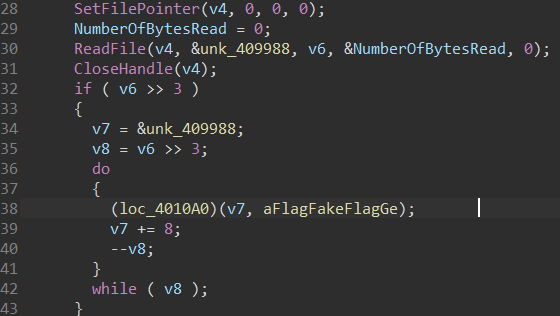 28 SetFilePointer(v4, 0, 0, 0);
29 NumberOfBytesRead = 0;
30 ReadFile(v4, &unk_409988, v6, &NumberOfBytesRead, 0);
31 CloseHandle(v4);
32 if ( v6 >> 3 )
33 {
34 v7 = &unk_409988;
35 v8 = v6 >> 3;
36 do
37 {
38 (loc_4010A0)(v7, aFlagFakeFlagGe);
39 v7 += 8;
40 --v8;
41 }
42 while ( v8 );
43 }